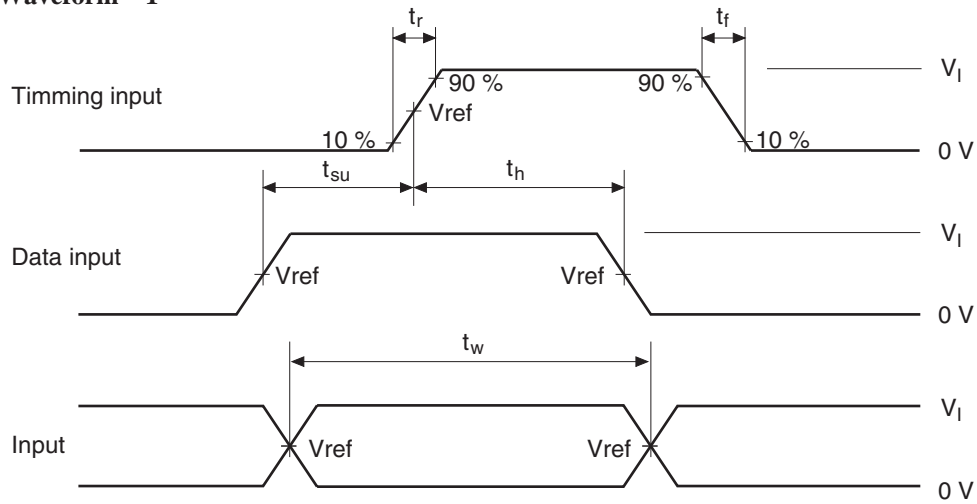 Waveform – 1
tr
tf
90 %
90 %
VI
Timming input
Vref
10 %
10 %
0 V
tsu
th
VI
Data input
Vref
Vref
0 V
tw
VI
Input
Vref
Vref
0 V